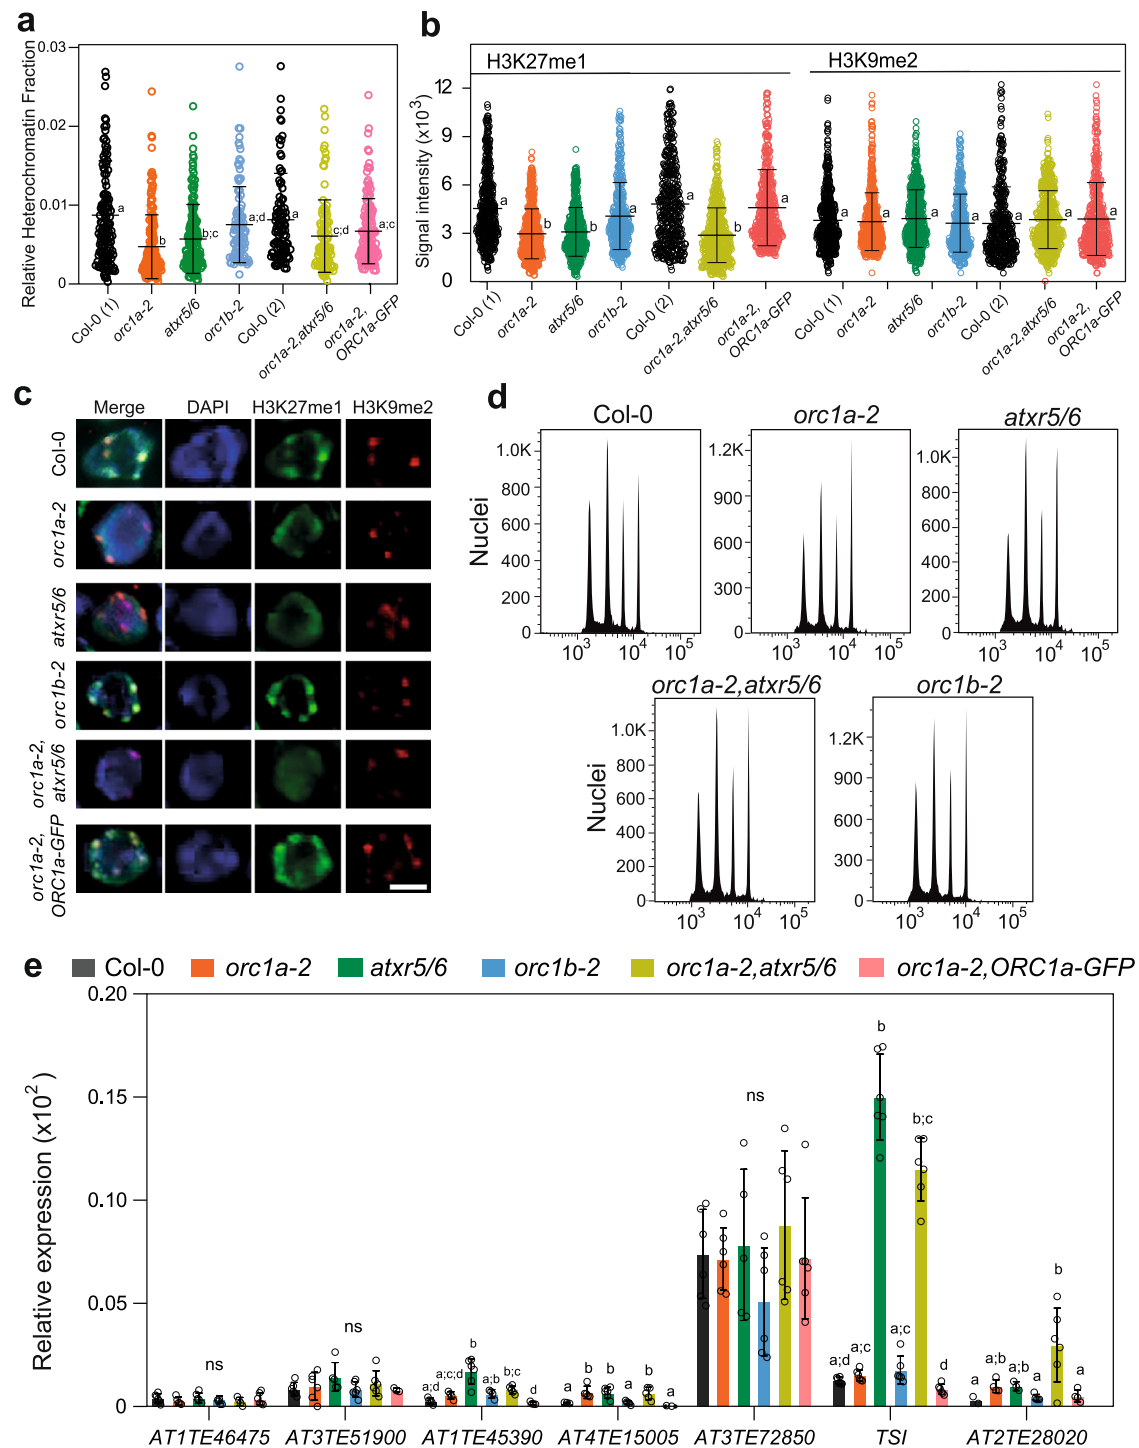 a
Relative Heterochromatin Fraction
0.03
0.02
0.01
0
a
b
b;c
a;d
a
c;d
a;c
Col-0 (1)
orc1a-2
atxr5/6
orc1b-2
Col-0 (2)
orc1a-2,atxr5/6
orc1a-2,
ORC1a-GFP
b
Signal intensity (x10³)
H3K27me1
H3K9me2
12
9
6
3
0
a
b
b
a
a
b
a
a
a
a
a
a
a
a
Col-0 (1)
orc1a-2
atxr5/6
orc1b-2
Col-0 (2)
orc1a-2,atxr5/6
orc1a-2,
ORC1a-GFP
Col-0 (1)
orc1a-2
atxr5/6
orc1b-2
Col-0 (2)
orc1a-2,atxr5/6
orc1a-2,
ORC1a-GFP
c
Merge
DAPI
H3K27me1
H3K9me2
Col-0
orc1a-2
atxr5/6
orc1b-2
orc1a-2,
atxr5/6
orc1a-2,
ORC1a-GFP
d
Col-0
Nuclei
1.0K
800
600
400
200
0
10³
10⁴
10⁵
orc1a-2
1.2K
900
600
300
0
10³
10⁴
10⁵
atxr5/6
1.0K
800
600
400
200
0
10³
10⁴
10⁵
orc1a-2,atxr5/6
Nuclei
1.0K
800
600
400
200
0
10³
10⁴
10⁵
orc1b-2
1.2K
900
600
300
0
10³
10⁴
10⁵
e
Col-0
orc1a-2
atxr5/6
orc1b-2
orc1a-2,atxr5/6
orc1a-2,ORC1a-GFP
Relative expression (x10²)
0.20
0.15
0.10
0.05
0
ns
ns
a;d
a;c;d
b
a;b
b;c
d
a
b
b
a
b
a
ns
a;d
a;c
b
a;c
b;c
d
a
a;b
a;b
a
b
a
AT1TE46475
AT3TE51900
AT1TE45390
AT4TE15005
AT3TE72850
TSI
AT2TE28020